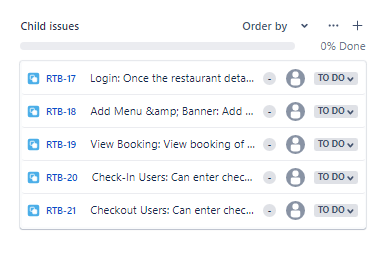 Child issues Order by ... +
0% Done
RTB-17 Login: Once the restaurant deta... - TO DO
RTB-18 Add Menu &amp; Banner: Add ... - TO DO
RTB-19 View Booking: View booking of ... - TO DO
RTB-20 Check-In Users: Can enter chec... - TO DO
RTB-21 Checkout Users: Can enter chec... - TO DO